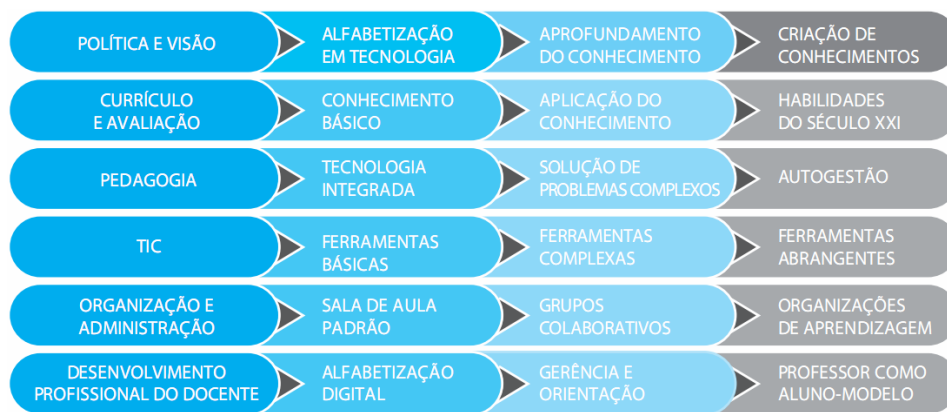 POLÍTICA E VISÃO
ALFABETIZAÇÃO
EM TECNOLOGIA
APROFUNDAMENTO
DO CONHECIMENTO
CRIAÇÃO DE
CONHECIMENTOS
CURRÍCULO
E AVALIAÇÃO
CONHECIMENTO
BÁSICO
APLICAÇÃO DO
CONHECIMENTO
HABILIDADES
DO SÉCULO XXI
PEDAGOGIA
TECNOLOGIA
INTEGRADA
SOLUÇÃO DE
PROBLEMAS COMPLEXOS
AUTOGESTÃO
TIC
FERRAMENTAS
BÁSICAS
FERRAMENTAS
COMPLEXAS
FERRAMENTAS
ABRANGENTES
ORGANIZAÇÃO E
ADMINISTRAÇÃO
SALA DE AULA
PADRÃO
GRUPOS
COLABORATIVOS
ORGANIZAÇÕES
DE APRENDIZAGEM
DESENVOLVIMENTO
PROFISSIONAL DO DOCENTE
ALFABETIZAÇÃO
DIGITAL
GERÊNCIA E
ORIENTAÇÃO
PROFESSOR COMO
ALUNO-MODELO